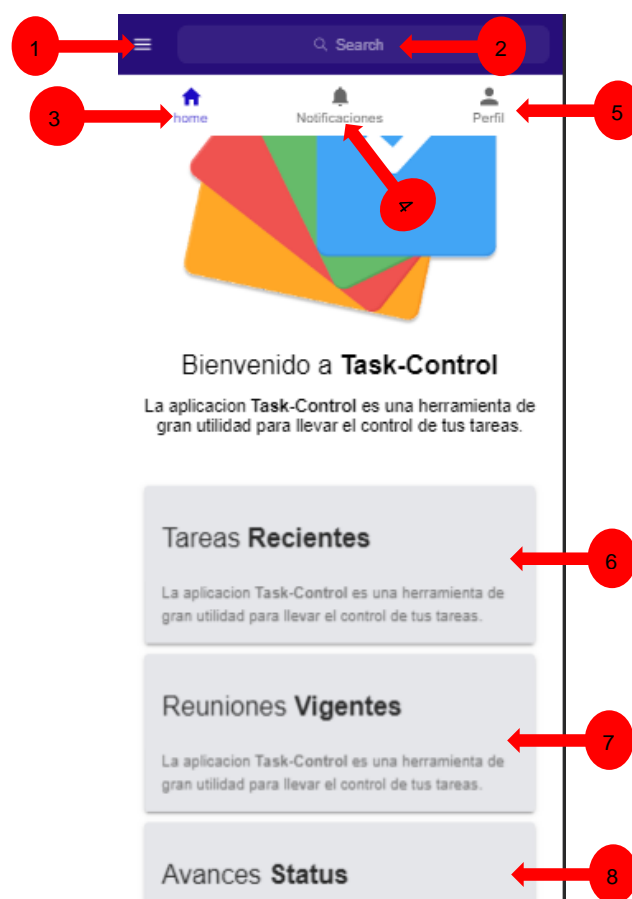 1
Search
2
3
home
Notificaciones
Perfil
5
4
Bienvenido a Task-Control
La aplicacion Task-Control es una herramienta de
gran utilidad para llevar el control de tus tareas.
Tareas Recientes
6
La aplicacion Task-Control es una herramienta de
gran utilidad para llevar el control de tus tareas.
Reuniones Vigentes
7
La aplicacion Task-Control es una herramienta de
gran utilidad para llevar el control de tus tareas.
Avances Status
8